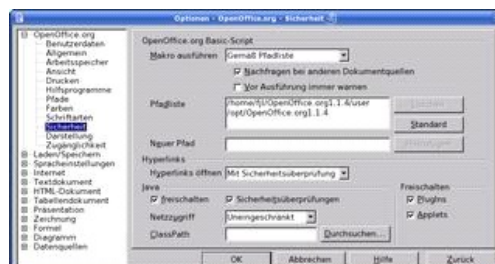 Optionen - OpenOffice.org - Sicherheit
OpenOffice.org
Benutzerdaten
Allgemein
Arbeitsspeicher
Ansicht
Drucken
Hilfsprogramme
Pfade
Farben
Schriftarten
Sicherheit
Darstellung
Zugänglichkeit
Laden/Speichern
Spracheinstellungen
Internet
Textdokument
HTML-Dokument
Tabellendokument
Präsentation
Zeichnung
Formel
Diagramm
Datenquellen
OpenOffice.org Basic-Script
Makro ausführen Gemäß Pfadliste
Nachfragen bei anderen Dokumentquellen
Vor Ausführung immer warnen
Pfadliste
/home/fjl/OpenOffice.org1.1.4/user
/opt/OpenOffice.org1.1.4
Standard
Neuer Pfad
Hyperlinks
Hyperlinks öffnen Mit Sicherheitsüberprüfung
Java
freischalten Sicherheitsüberprüfungen
Netzzugriff Uneingeschränkt
ClassPath Durchsuchen...
Freischalten
PlugIns
Applets
OK Abbrechen Hilfe Zurück